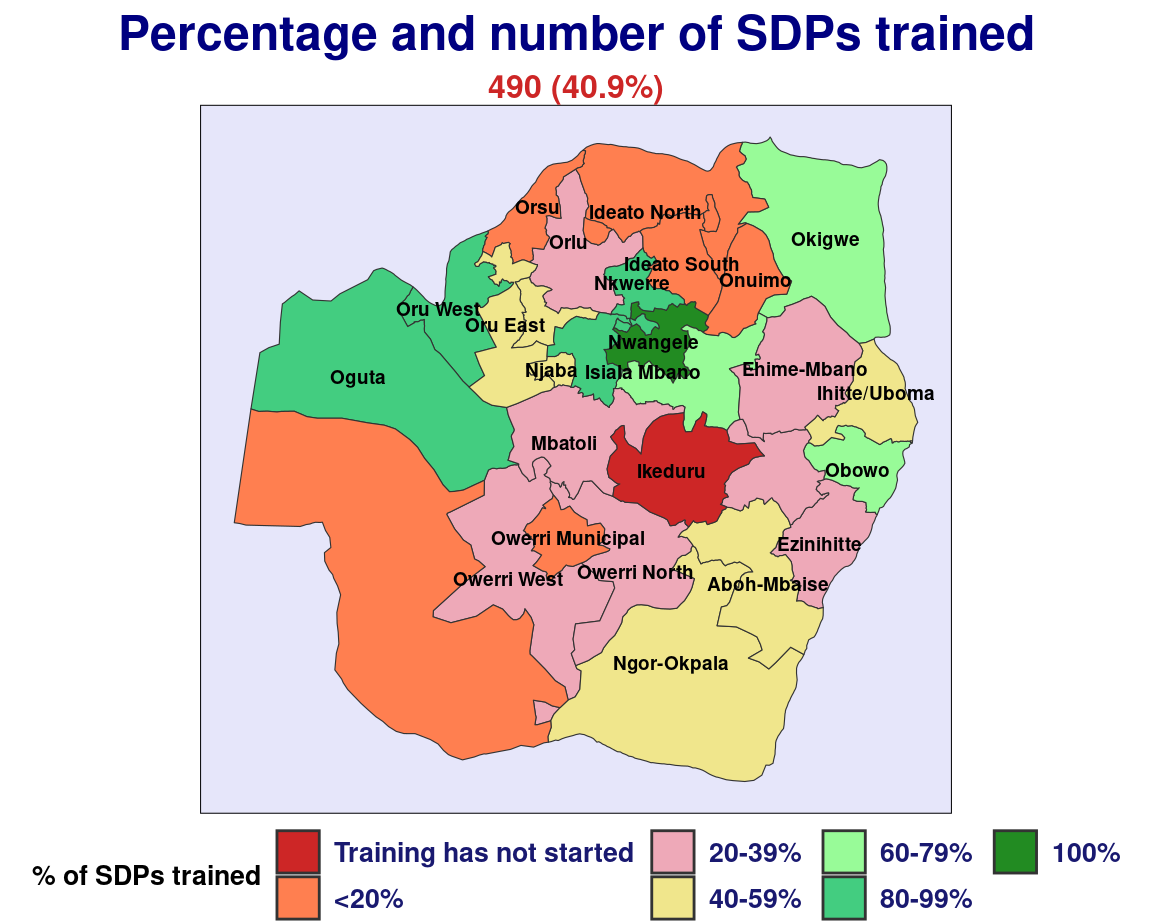 Percentage and number of SDPs trained
490 (40.9%)
Orsu
Ideato North
Orlu
Okigwe
Ideato South
Nkwerre
Onuimo
Oru West
Oru East
Nwangele
Njaba
Isiala Mbano
Ehime-Mbano
Oguta
Ihitte/Uboma
Mbatoli
Ikeduru
Obowo
Owerri Municipal
Ezinihitte
Owerri West
Owerri North
Aboh-Mbaise
Ngor-Okpala
% of SDPs trained
Training has not started
<20%
20-39%
40-59%
60-79%
80-99%
100%